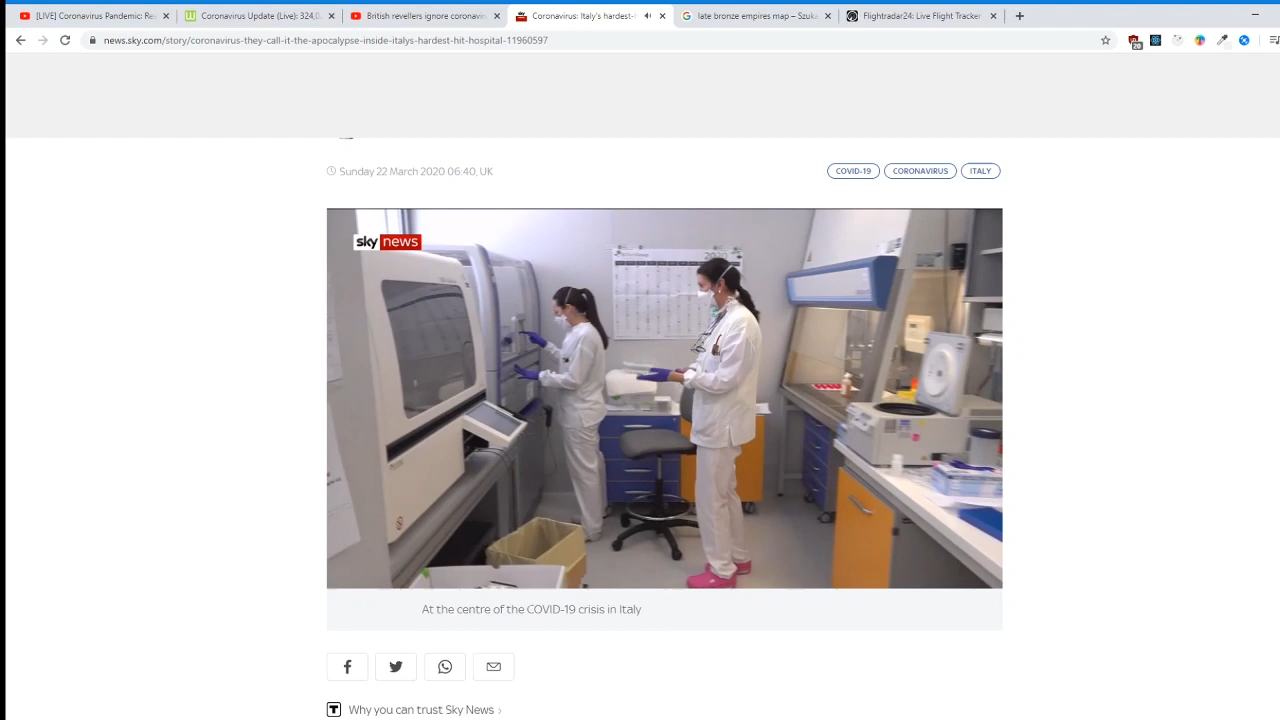 [LIVE] Coronavirus Pandemic: Re
Coronavirus Update (Live): 324,0
British revellers ignore coronavir
Coronavirus: Italy's hardest-
late bronze empires map – Szuka
Flightradar24: Live Flight Tracker
news.sky.com/story/coronavirus-they-call-it-the-apocalypse-inside-italys-hardest-hit-hospital-11960597
20
Sunday 22 March 2020 06:40, UK
COVID-19
CORONAVIRUS
ITALY
sky news
At the centre of the COVID-19 crisis in Italy
T Why you can trust Sky News ›